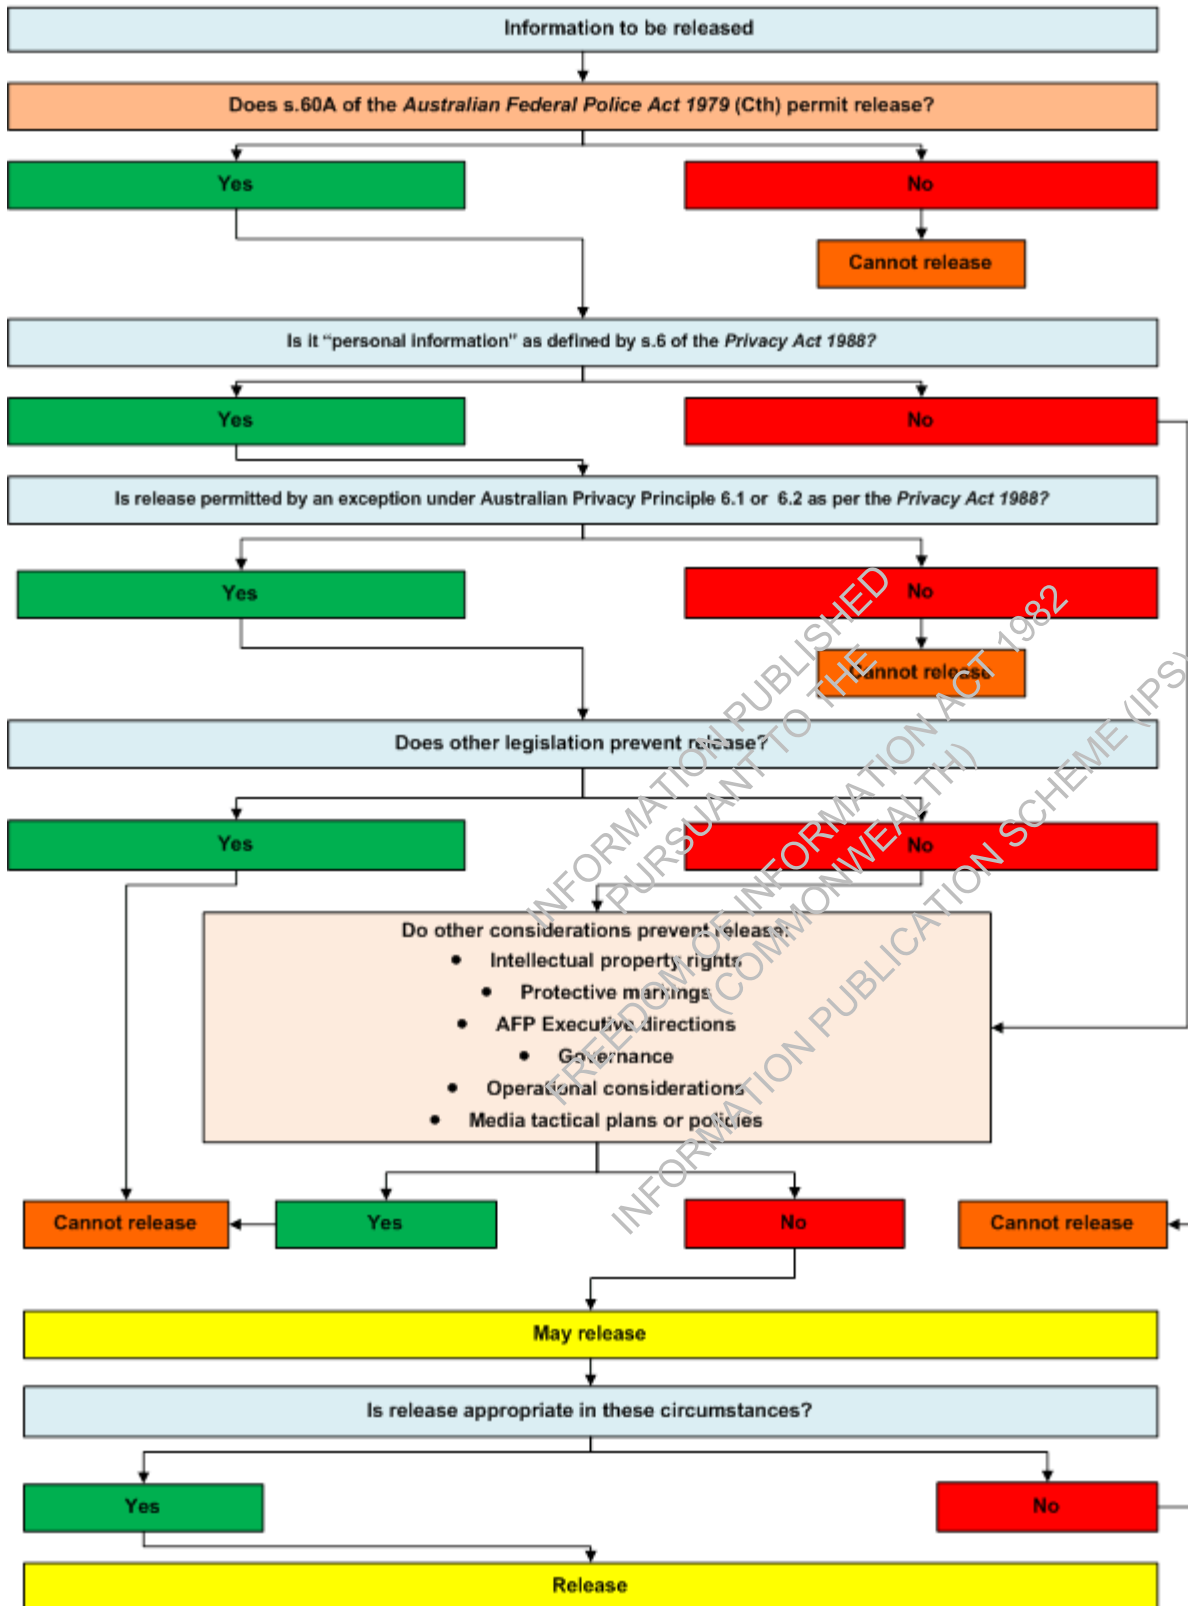 Information to be released
Does s.60A of the Australian Federal Police Act 1979 (Cth) permit release?
Yes
No
Cannot release
Is it “personal information” as defined by s.6 of the Privacy Act 1988?
Yes
No
Is release permitted by an exception under Australian Privacy Principle 6.1 or 6.2 as per the Privacy Act 1988?
Yes
No
Cannot release
Does other legislation prevent release?
Yes
No
Do other considerations prevent release:
● Intellectual property rights
● Protective markings
● AFP Executive directions
● Governance
● Operational considerations
● Media tactical plans or policies
Cannot release
Yes
No
Cannot release
May release
Is release appropriate in these circumstances?
Yes
No
Release
INFORMATION PUBLISHED
PURSUANT TO THE
FREEDOM OF INFORMATION ACT 1982
(COMMONWEALTH)
INFORMATION PUBLICATION SCHEME (IPS)